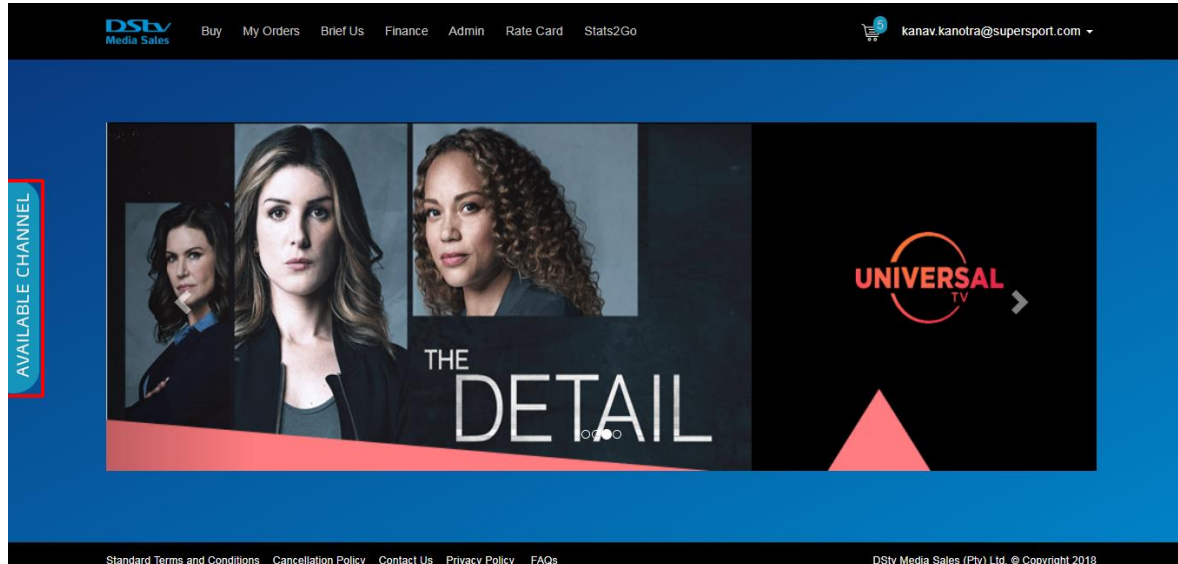 DStv
Media Sales
Buy My Orders Brief Us Finance Admin Rate Card Stats2Go
5
kanav.kanotra@supersport.com
AVAILABLE CHANNEL
THE
DETAIL
UNIVERSAL
TV
Standard Terms and Conditions Cancellation Policy Contact Us Privacy Policy FAQs
DStv Media Sales (Pty) Ltd. © Copyright 2018